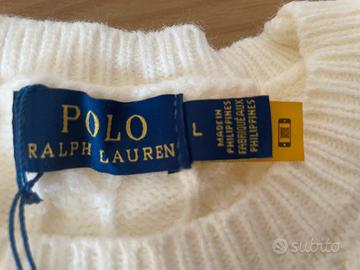 POLO
RALPH LAUREN
L
MADE IN
PHILIPPINES
FABRIQUÉ AUX
PHILIPPINES
subito